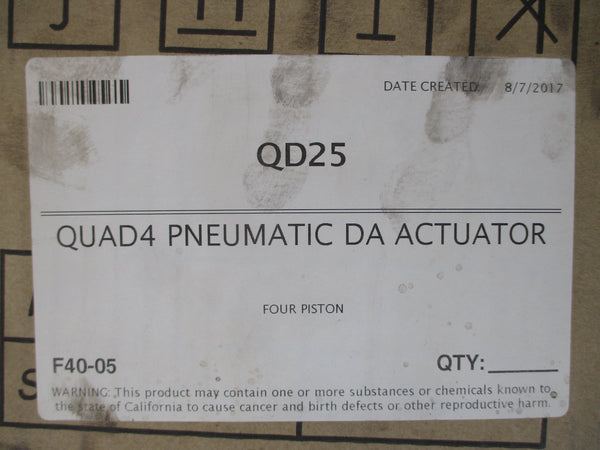 DATE CREATED: 8/7/2017
QD25
QUAD4 PNEUMATIC DA ACTUATOR
FOUR PISTON
F40-05
QTY:______
WARNING: This product may contain one or more substances or chemicals known to
the state of California to cause cancer and birth defects or other reproductive harm.